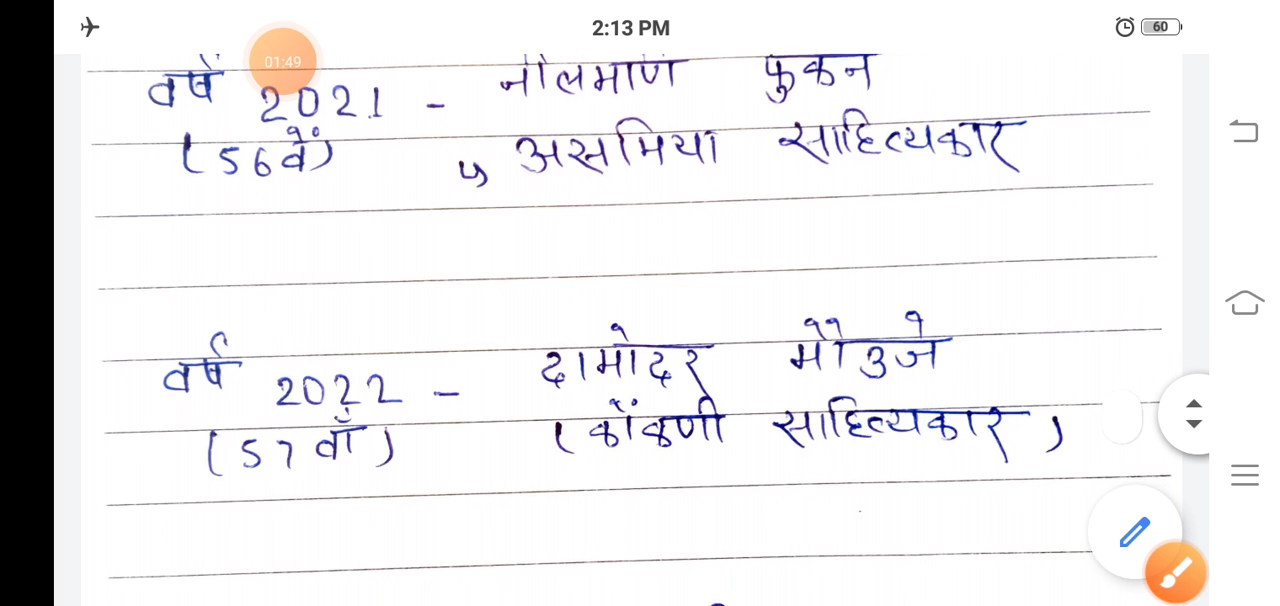 2:13 PM
60
01:49
वर्ष 2021 - नीलमणि फुकन
(56वें) ↳ असमिया साहित्यकार
वर्ष 2022 - दामोदर मौउजे
(57वाँ) (कोंकणी साहित्यकार)